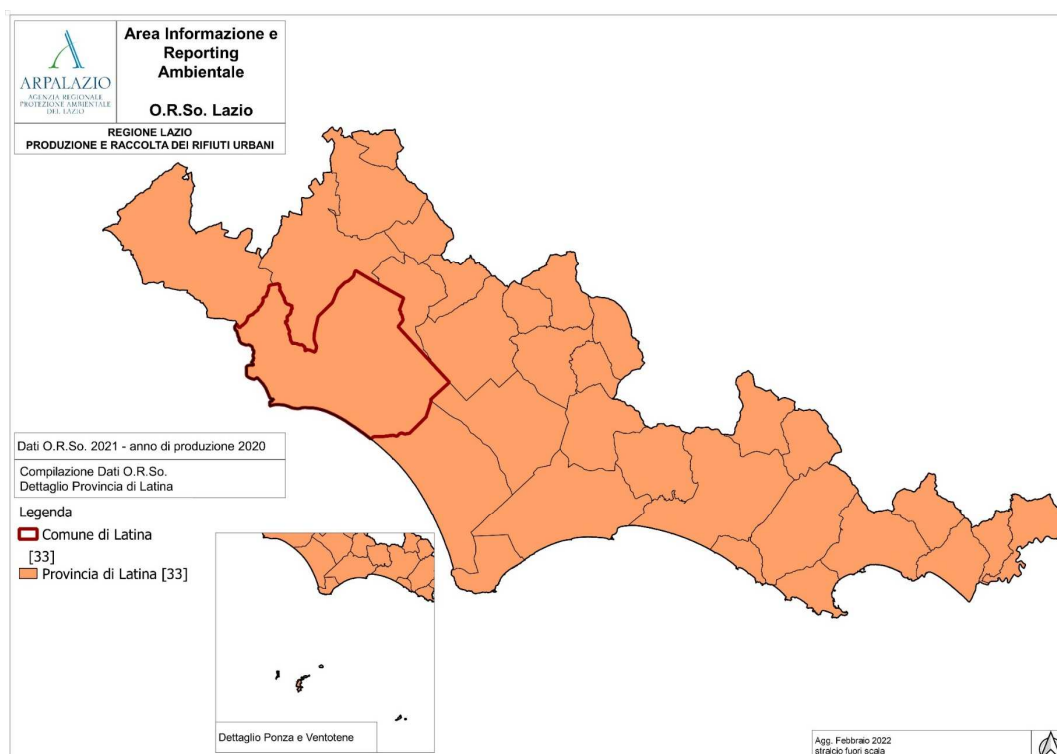 ARPALAZIO
AGENZIA REGIONALE
PROTEZIONE AMBIENTALE
DEL LAZIO
Area Informazione e
Reporting
Ambientale
O.R.So. Lazio
REGIONE LAZIO
PRODUZIONE E RACCOLTA DEI RIFIUTI URBANI
Dati O.R.So. 2021 - anno di produzione 2020
Compilazione Dati O.R.So.
Dettaglio Provincia di Latina
Legenda
Comune di Latina
[33]
Provincia di Latina [33]
Dettaglio Ponza e Ventotene
Agg. Febbraio 2022
stralcio fuori scala